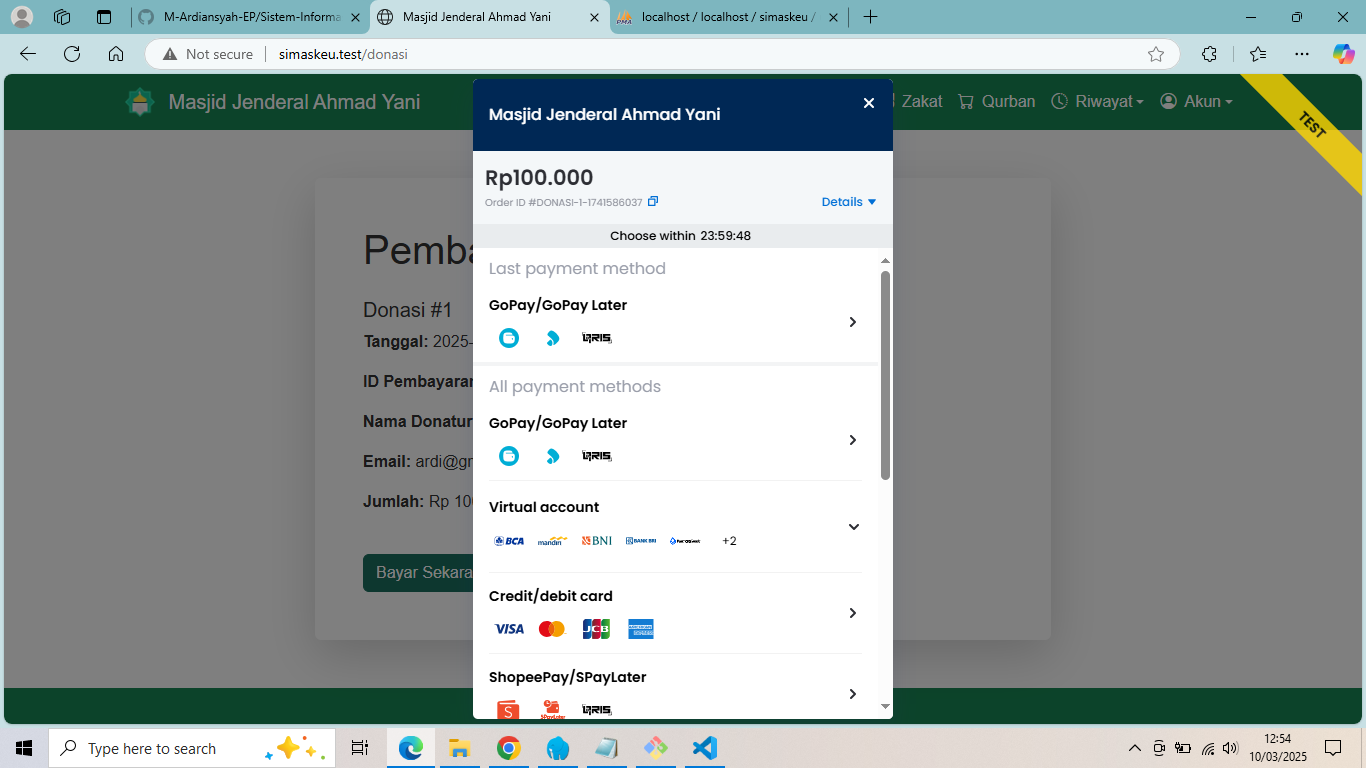 M-Ardiansyah-EP/Sistem-Informa
Masjid Jenderal Ahmad Yani
localhost / localhost / simaskeu /
Not secure
simaskeu.test/donasi
Masjid Jenderal Ahmad Yani
Zakat
Qurban
Riwayat
Akun
TEST
Masjid Jenderal Ahmad Yani
Rp100.000
Order ID #DONASI-1-1741586037
Details
Choose within 23:59:48
Last payment method
GoPay/GoPay Later
QRIS
All payment methods
GoPay/GoPay Later
QRIS
Virtual account
BCA mandiri BNI BANK BRI PermataBank +2
Credit/debit card
VISA JCB
ShopeePay/SPayLater
SPayLater QRIS
Pemba
Donasi #1
Tanggal: 2025-
ID Pembayaran
Nama Donatur
Email: ardi@gr
Jumlah: Rp 10
Bayar Sekara
Type here to search
12:54
10/03/2025